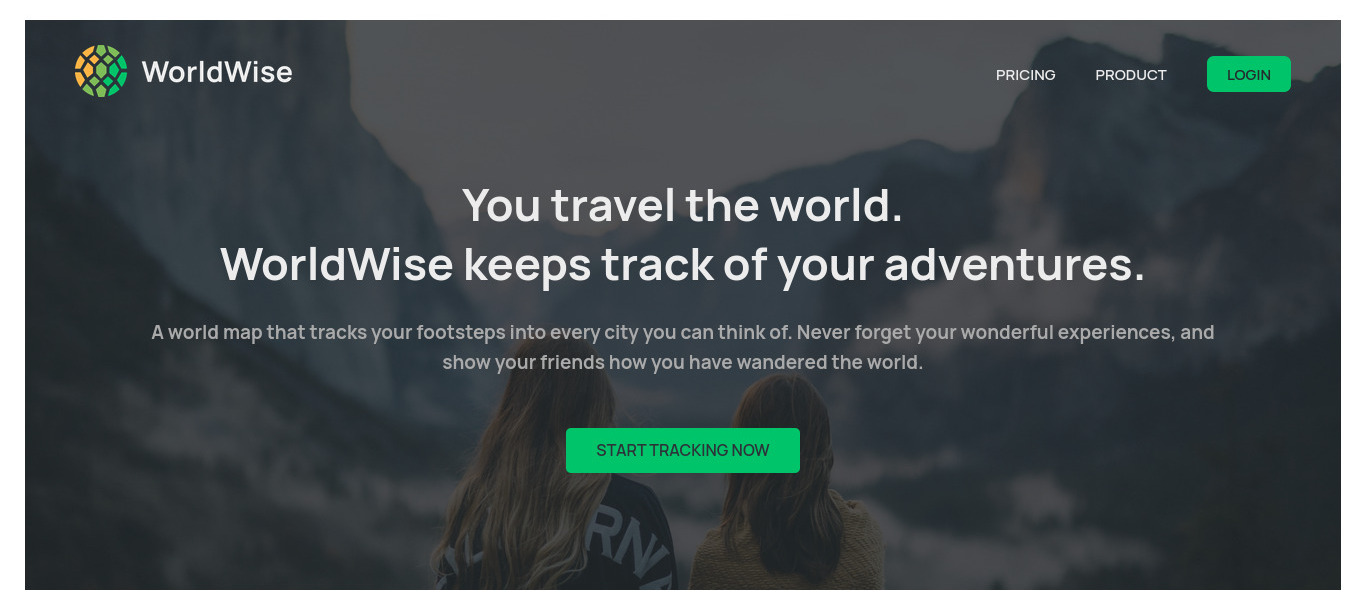 WorldWise
PRICING
PRODUCT
LOGIN
You travel the world.
WorldWise keeps track of your adventures.
A world map that tracks your footsteps into every city you can think of. Never forget your wonderful experiences, and
show your friends how you have wandered the world.
START TRACKING NOW